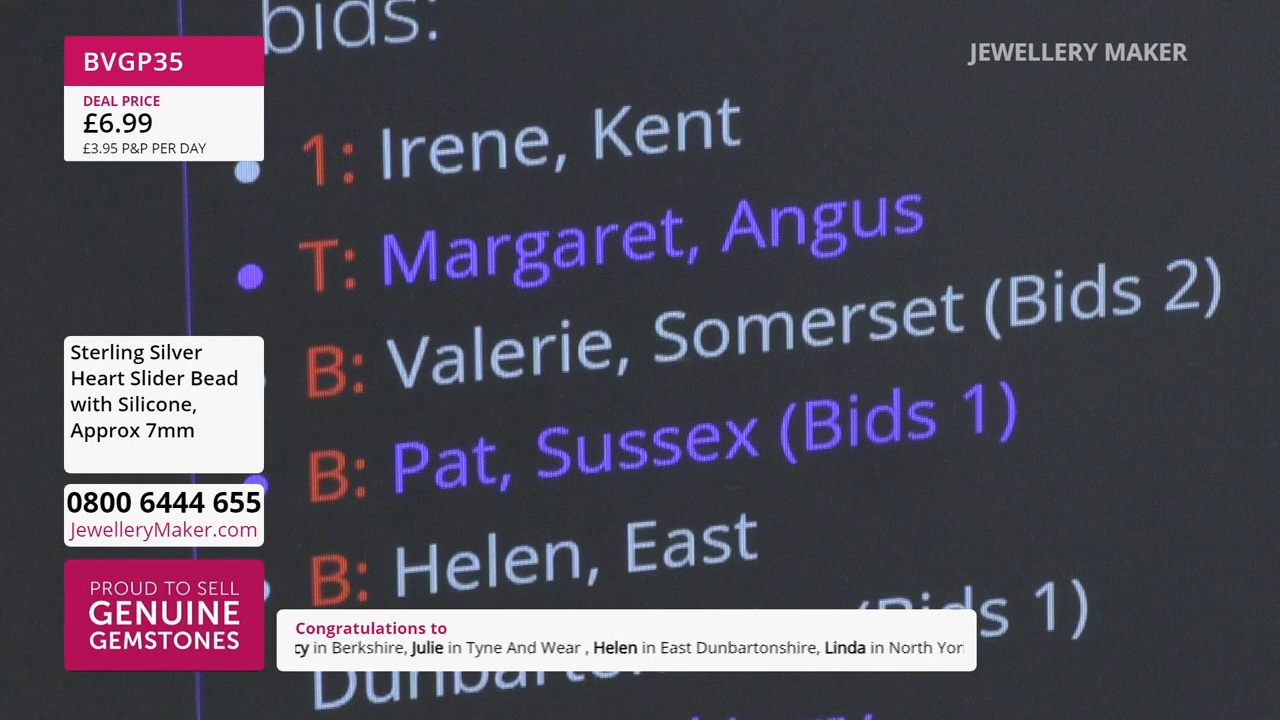 bids:
BVGP35
JEWELLERY MAKER
DEAL PRICE
£6.99
£3.95 P&P PER DAY
1: Irene, Kent
T: Margaret, Angus
B: Valerie, Somerset (Bids 2)
B: Pat, Sussex (Bids 1)
B: Helen, East
(Bids 1)
Sterling Silver
Heart Slider Bead
with Silicone,
Approx 7mm
0800 6444 655
JewelleryMaker.com
PROUD TO SELL
GENUINE
GEMSTONES
Congratulations to
cy in Berkshire, Julie in Tyne And Wear , Helen in East Dunbartonshire, Linda in North Yor